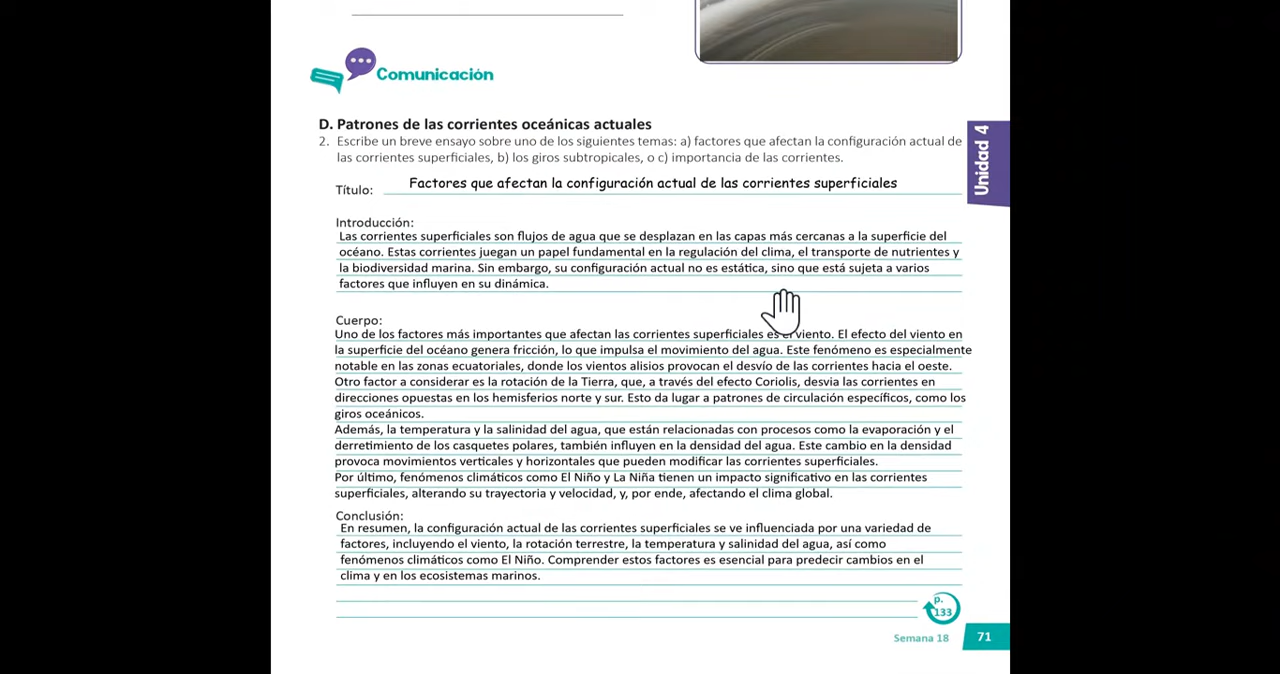 Comunicación
D. Patrones de las corrientes oceánicas actuales
2. Escribe un breve ensayo sobre uno de los siguientes temas: a) factores que afectan la configuración actual de
las corrientes superficiales, b) los giros subtropicales, o c) importancia de las corrientes.
Unidad 4
Título: Factores que afectan la configuración actual de las corrientes superficiales
Introducción:
Las corrientes superficiales son flujos de agua que se desplazan en las capas más cercanas a la superficie del
océano. Estas corrientes juegan un papel fundamental en la regulación del clima, el transporte de nutrientes y
la biodiversidad marina. Sin embargo, su configuración actual no es estática, sino que está sujeta a varios
factores que influyen en su dinámica.
Cuerpo:
Uno de los factores más importantes que afectan las corrientes superficiales es el viento. El efecto del viento en
la superficie del océano genera fricción, lo que impulsa el movimiento del agua. Este fenómeno es especialmente
notable en las zonas ecuatoriales, donde los vientos alisios provocan el desvío de las corrientes hacia el oeste.
Otro factor a considerar es la rotación de la Tierra, que, a través del efecto Coriolis, desvia las corrientes en
direcciones opuestas en los hemisferios norte y sur. Esto da lugar a patrones de circulación específicos, como los
giros oceánicos.
Además, la temperatura y la salinidad del agua, que están relacionadas con procesos como la evaporación y el
derretimiento de los casquetes polares, también influyen en la densidad del agua. Este cambio en la densidad
provoca movimientos verticales y horizontales que pueden modificar las corrientes superficiales.
Por último, fenómenos climáticos como El Niño y La Niña tienen un impacto significativo en las corrientes
superficiales, alterando su trayectoria y velocidad, y, por ende, afectando el clima global.
Conclusión:
En resumen, la configuración actual de las corrientes superficiales se ve influenciada por una variedad de
factores, incluyendo el viento, la rotación terrestre, la temperatura y salinidad del agua, así como
fenómenos climáticos como El Niño. Comprender estos factores es esencial para predecir cambios en el
clima y en los ecosistemas marinos.
p.
133
Semana 18
71